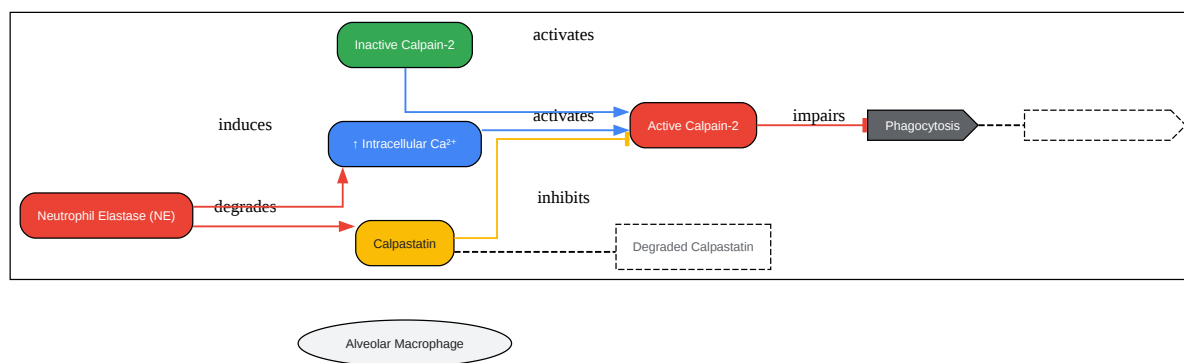 Inactive Calpain-2
activates
induces
↑ Intracellular Ca²⁺
activates
Active Calpain-2
impairs
Phagocytosis
Neutrophil Elastase (NE)
degrades
inhibits
Calpastatin
Degraded Calpastatin
Alveolar Macrophage